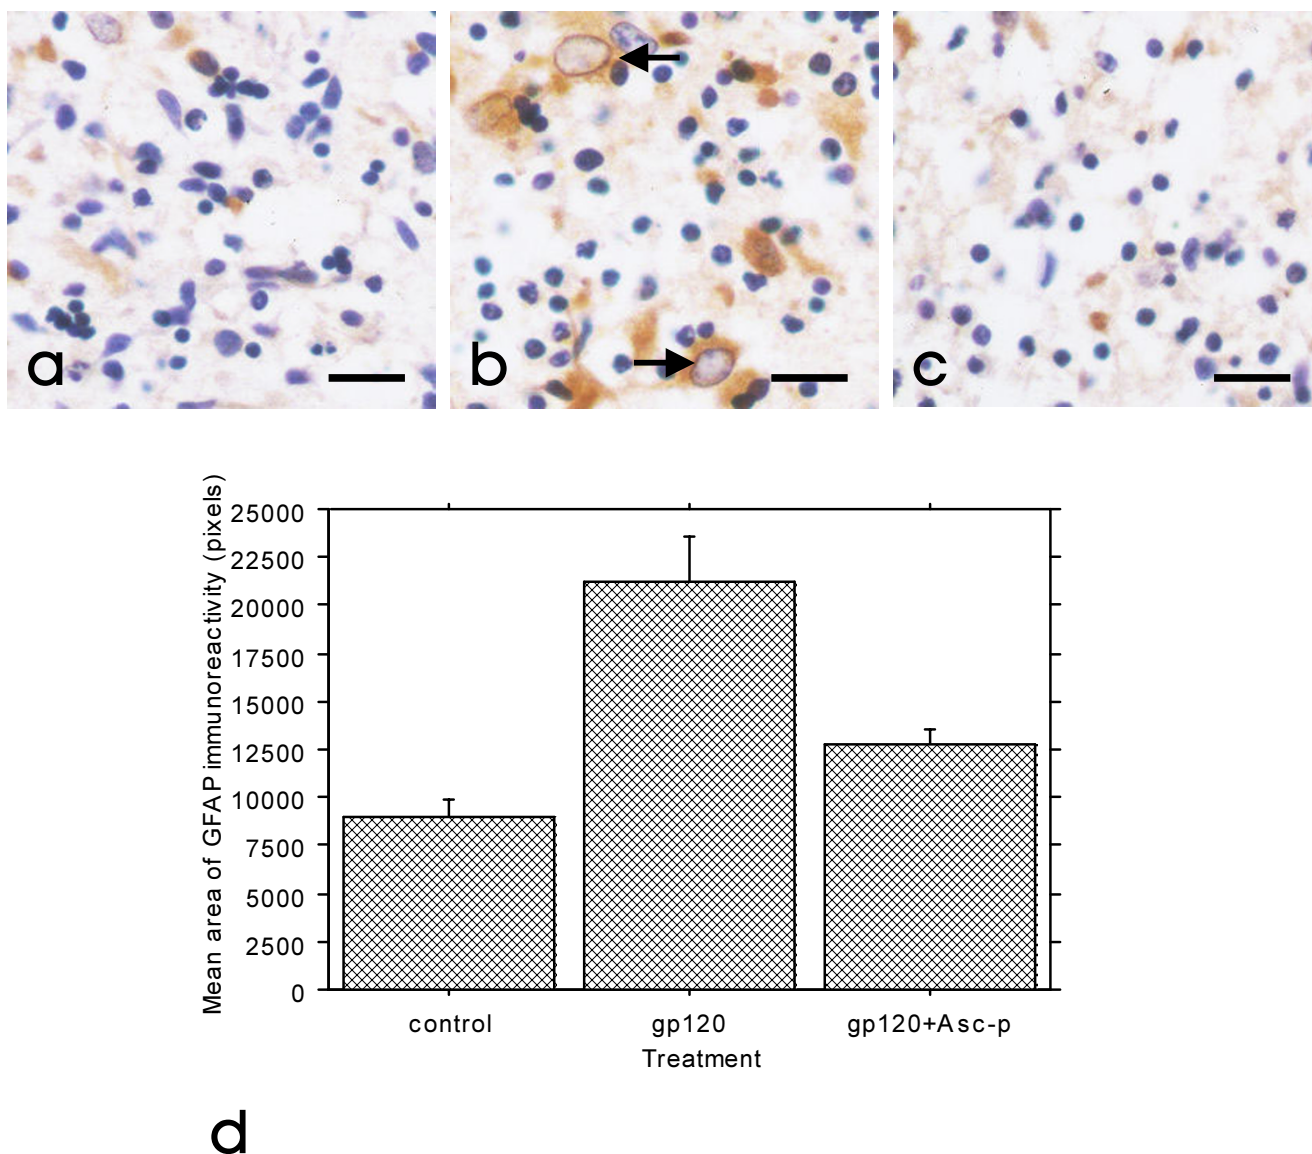 a
b
c
Mean area of GFAP immunoreactivity (pixels)
25000
22500
20000
17500
15000
12500
10000
7500
5000
2500
0
control
gp120
gp120+Asc-p
Treatment
d